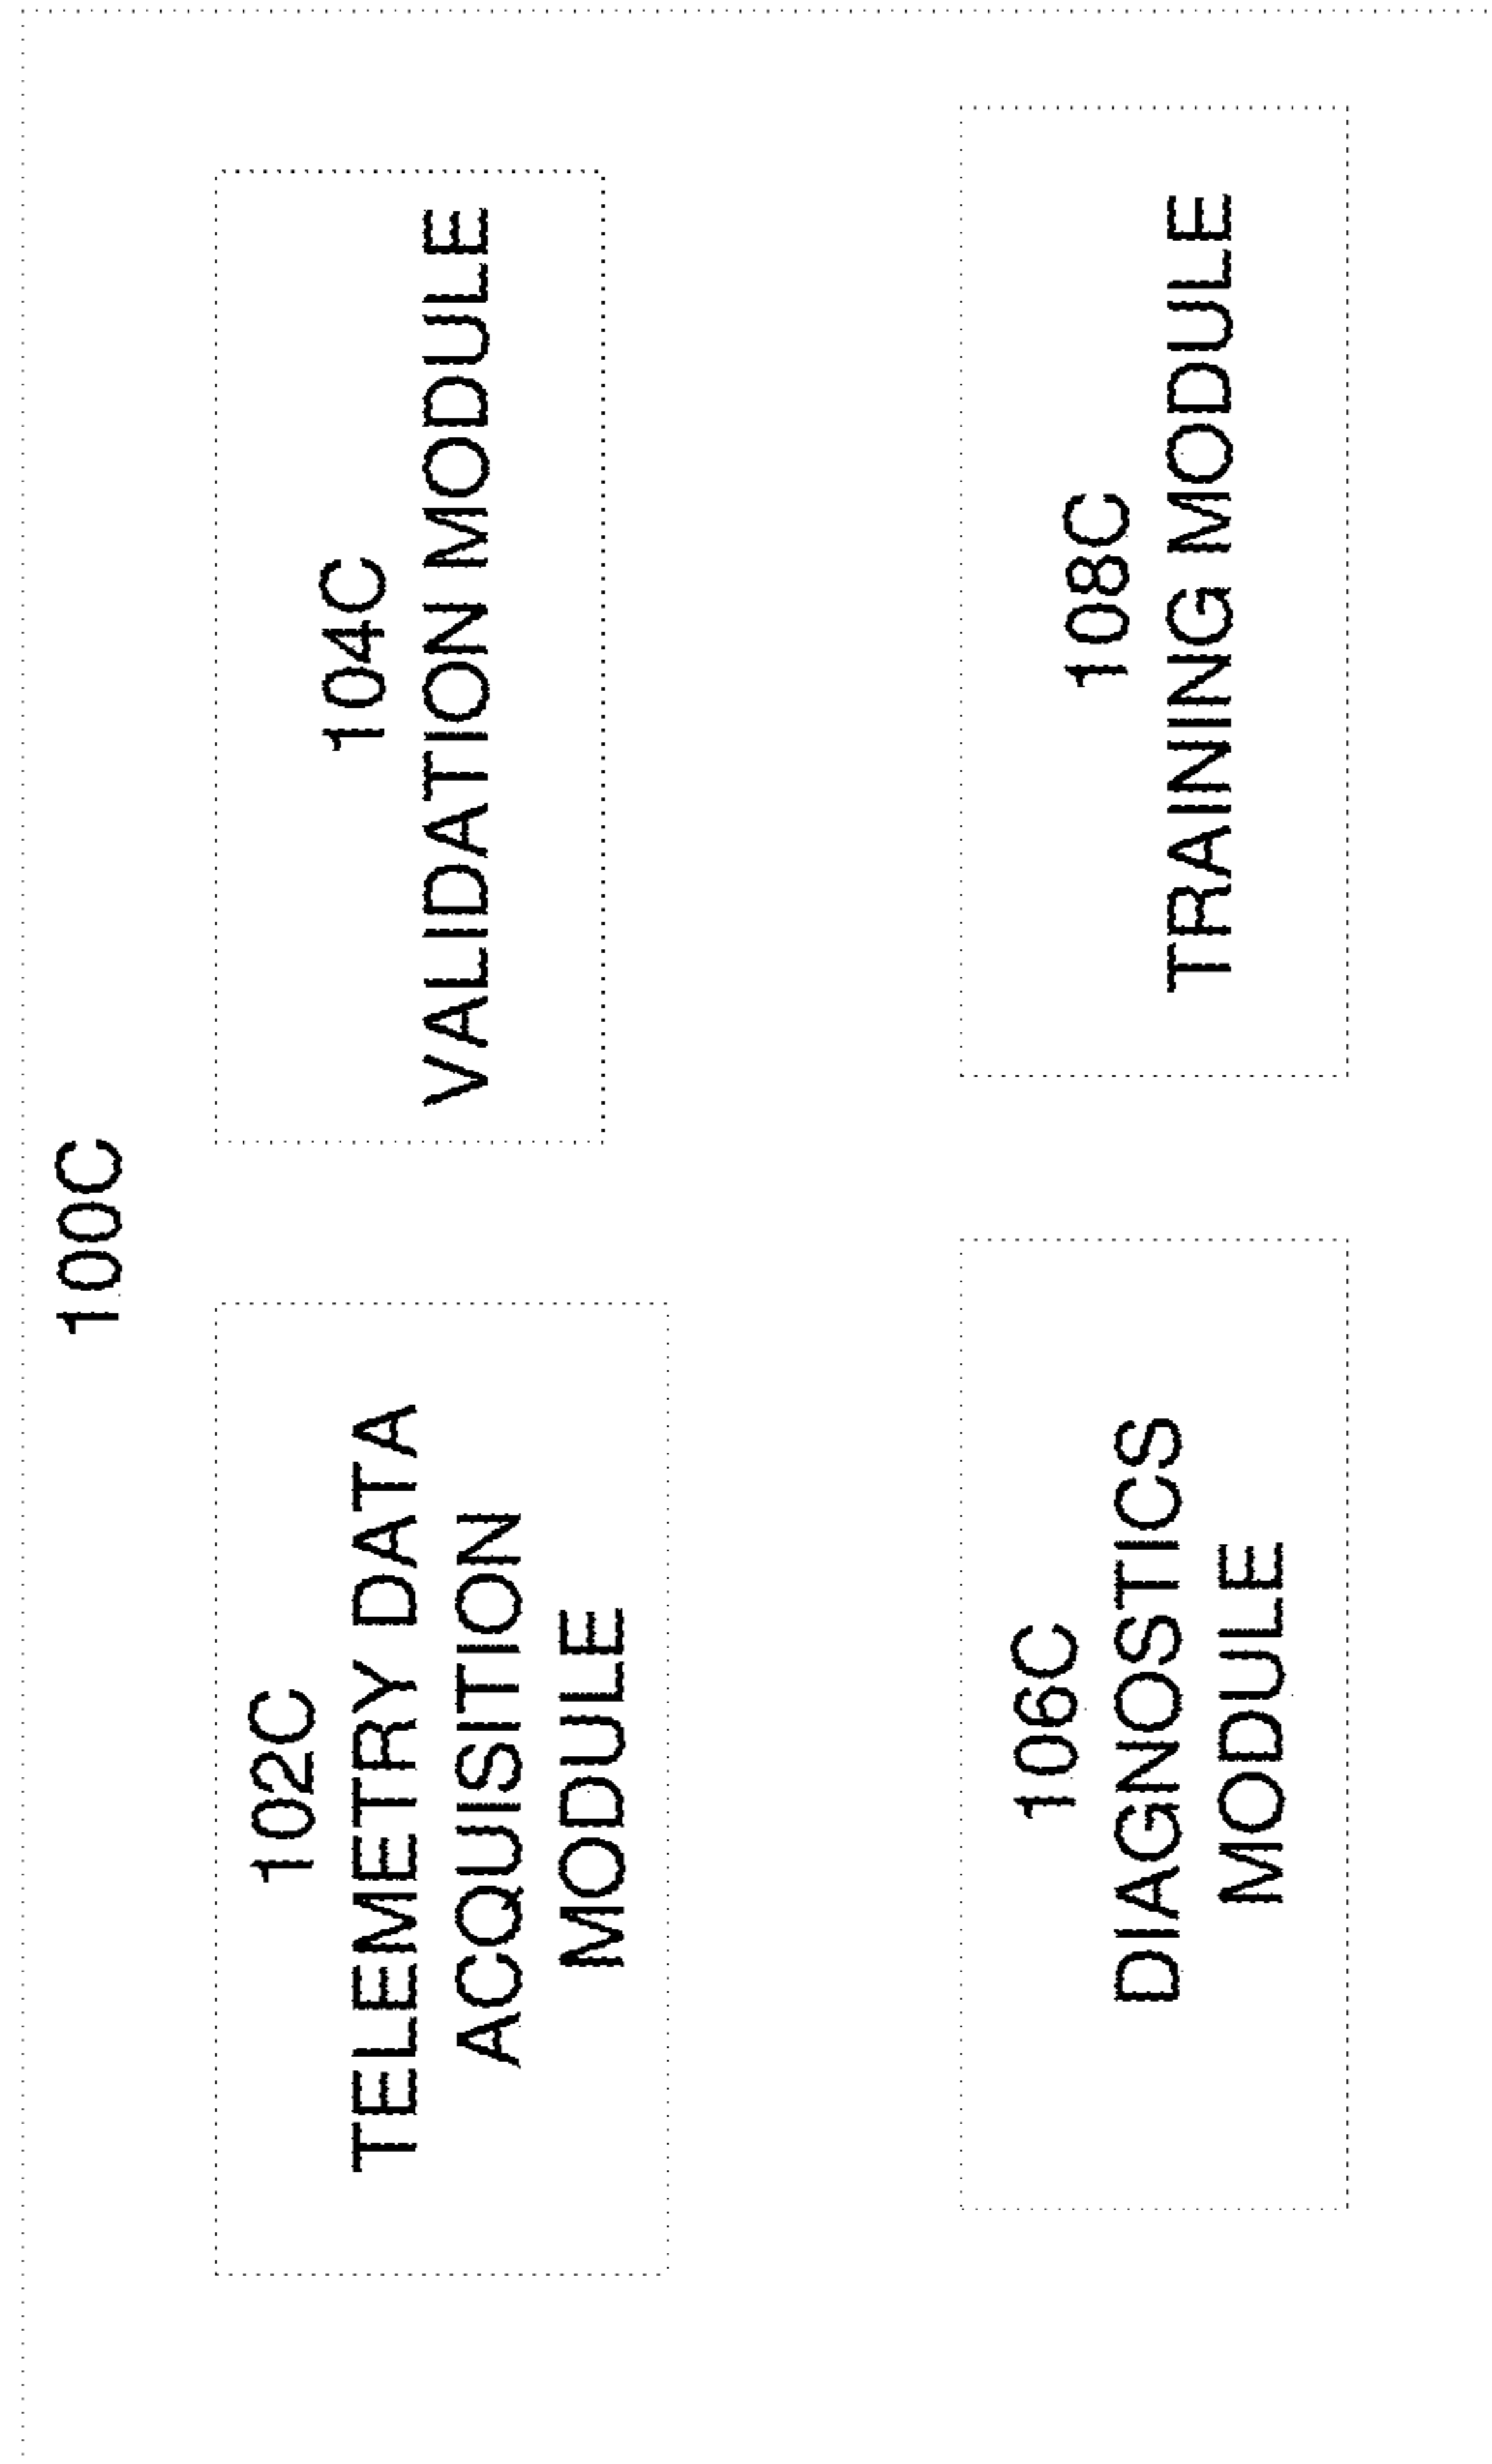 100C
102C
TELEMETRY DATA
ACQUISITION
MODULE
104C
VALIDATION MODULE
106C
DIAGNOSTICS
MODULE
108C
TRAINING MODULE